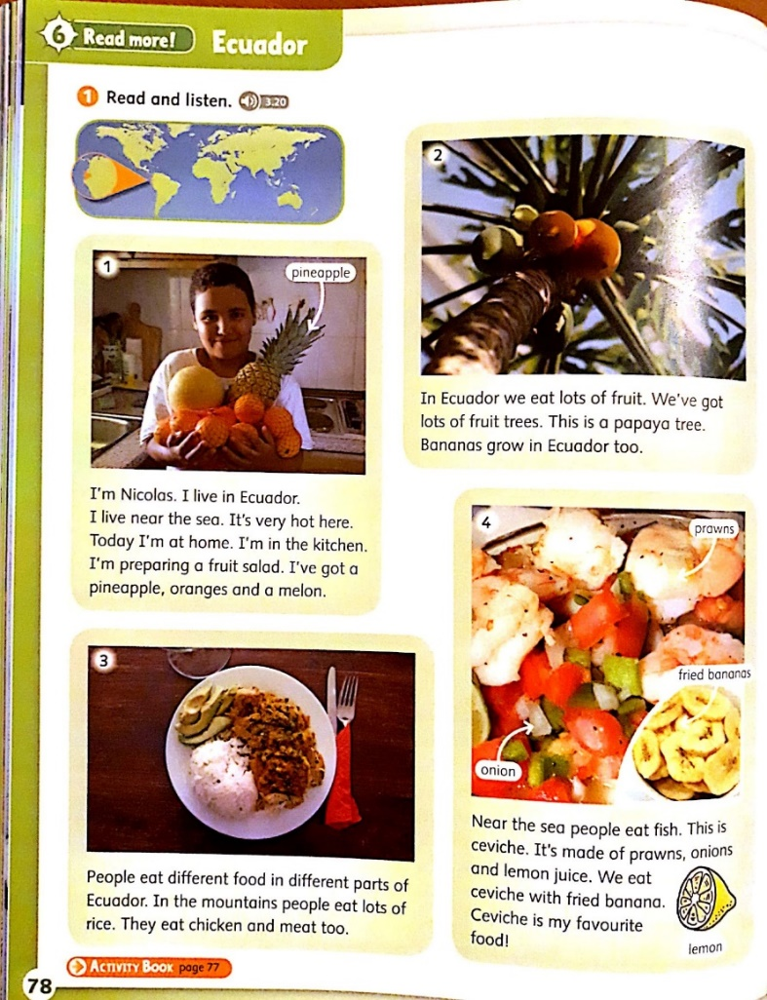 6 Read more! Ecuador
1 Read and listen. 3.20
1
pineapple
I'm Nicolas. I live in Ecuador.
I live near the sea. It's very hot here.
Today I'm at home. I'm in the kitchen.
I'm preparing a fruit salad. I've got a
pineapple, oranges and a melon.
2
In Ecuador we eat lots of fruit. We've got
lots of fruit trees. This is a papaya tree.
Bananas grow in Ecuador too.
3
People eat different food in different parts of
Ecuador. In the mountains people eat lots of
rice. They eat chicken and meat too.
4
prawns
fried bananas
onion
Near the sea people eat fish. This is
ceviche. It's made of prawns, onions
and lemon juice. We eat
ceviche with fried banana.
Ceviche is my favourite
food!
lemon
ACTIVITY BOOK page 77
78